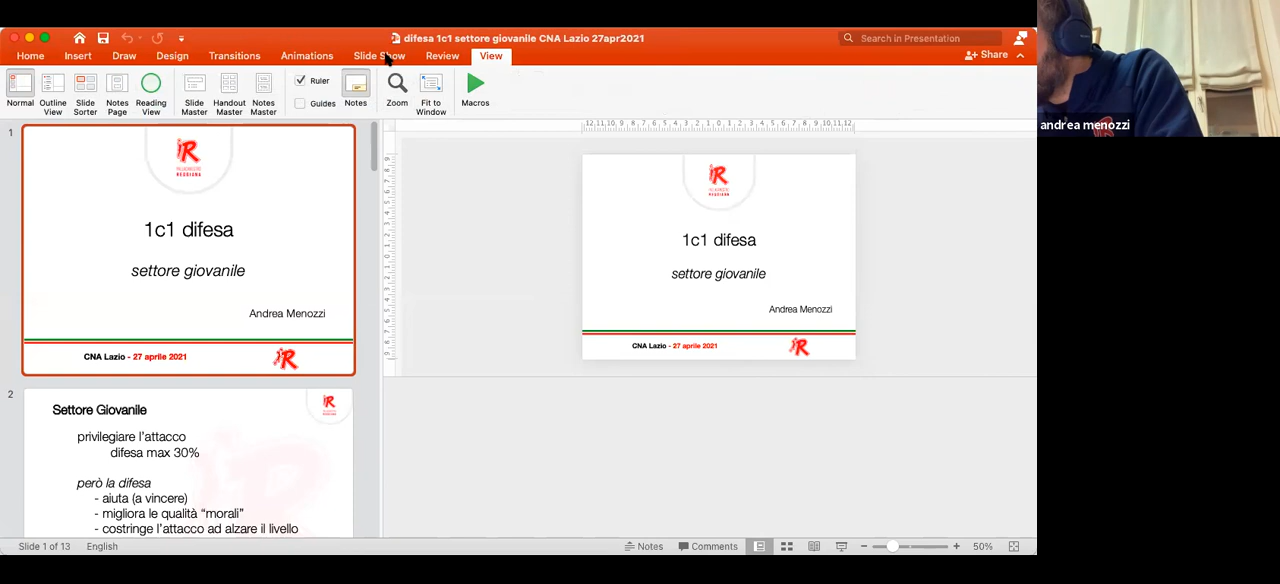 difesa 1c1 settore giovanile CNA Lazio 27apr2021
Search in Presentation
Home Insert Draw Design Transitions Animations Slide Show Review View
Share
Normal Outline View Slide Sorter Notes Page Reading View Slide Master Handout Master Notes Master Ruler Guides Notes Zoom Fit to Window Macros
andrea menozzi
1
R
REGGIANA
1c1 difesa
settore giovanile
Andrea Menozzi
CNA Lazio - 27 aprile 2021
R
2
Settore Giovanile
privilegiare l'attacco
difesa max 30%
però la difesa
- aiuta (a vincere)
- migliora le qualità “morali”
- costringe l'attacco ad alzare il livello
R
REGGIANA
1c1 difesa
settore giovanile
Andrea Menozzi
CNA Lazio - 27 aprile 2021
R
Slide 1 of 13 English
Notes Comments 50%